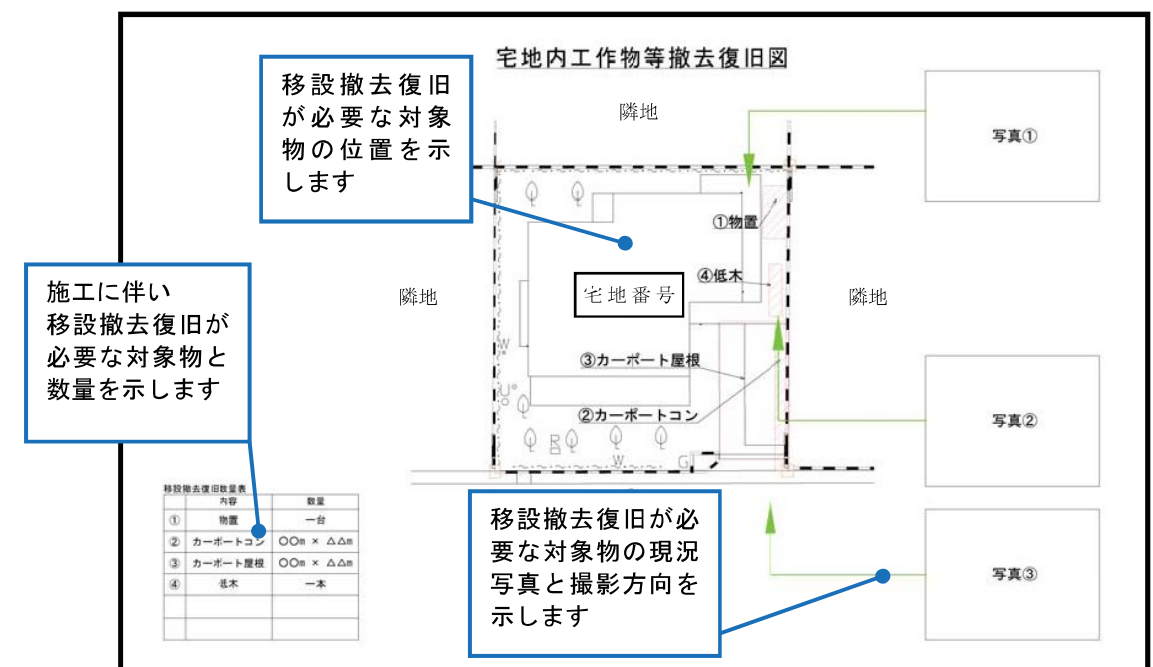 宅地内工作物等撤去復旧図
移設撤去復旧
が必要な対象
物の位置を示
します
隣地
写真①
①物置
④低木
宅地番号
隣地
隣地
施工に伴い
移設撤去復旧が
必要な対象物と
数量を示します
W
③カーポート屋根
②カーポートコン
写真②
R
W
G
移設撤去復旧数量表
内容 数量
① 物置 一台
② カーポートコン 〇〇m × △△m
③ カーポート屋根 〇〇m × △△m
④ 低木 一本
移設撤去復旧が必
要な対象物の現況
写真と撮影方向を
示します
写真③